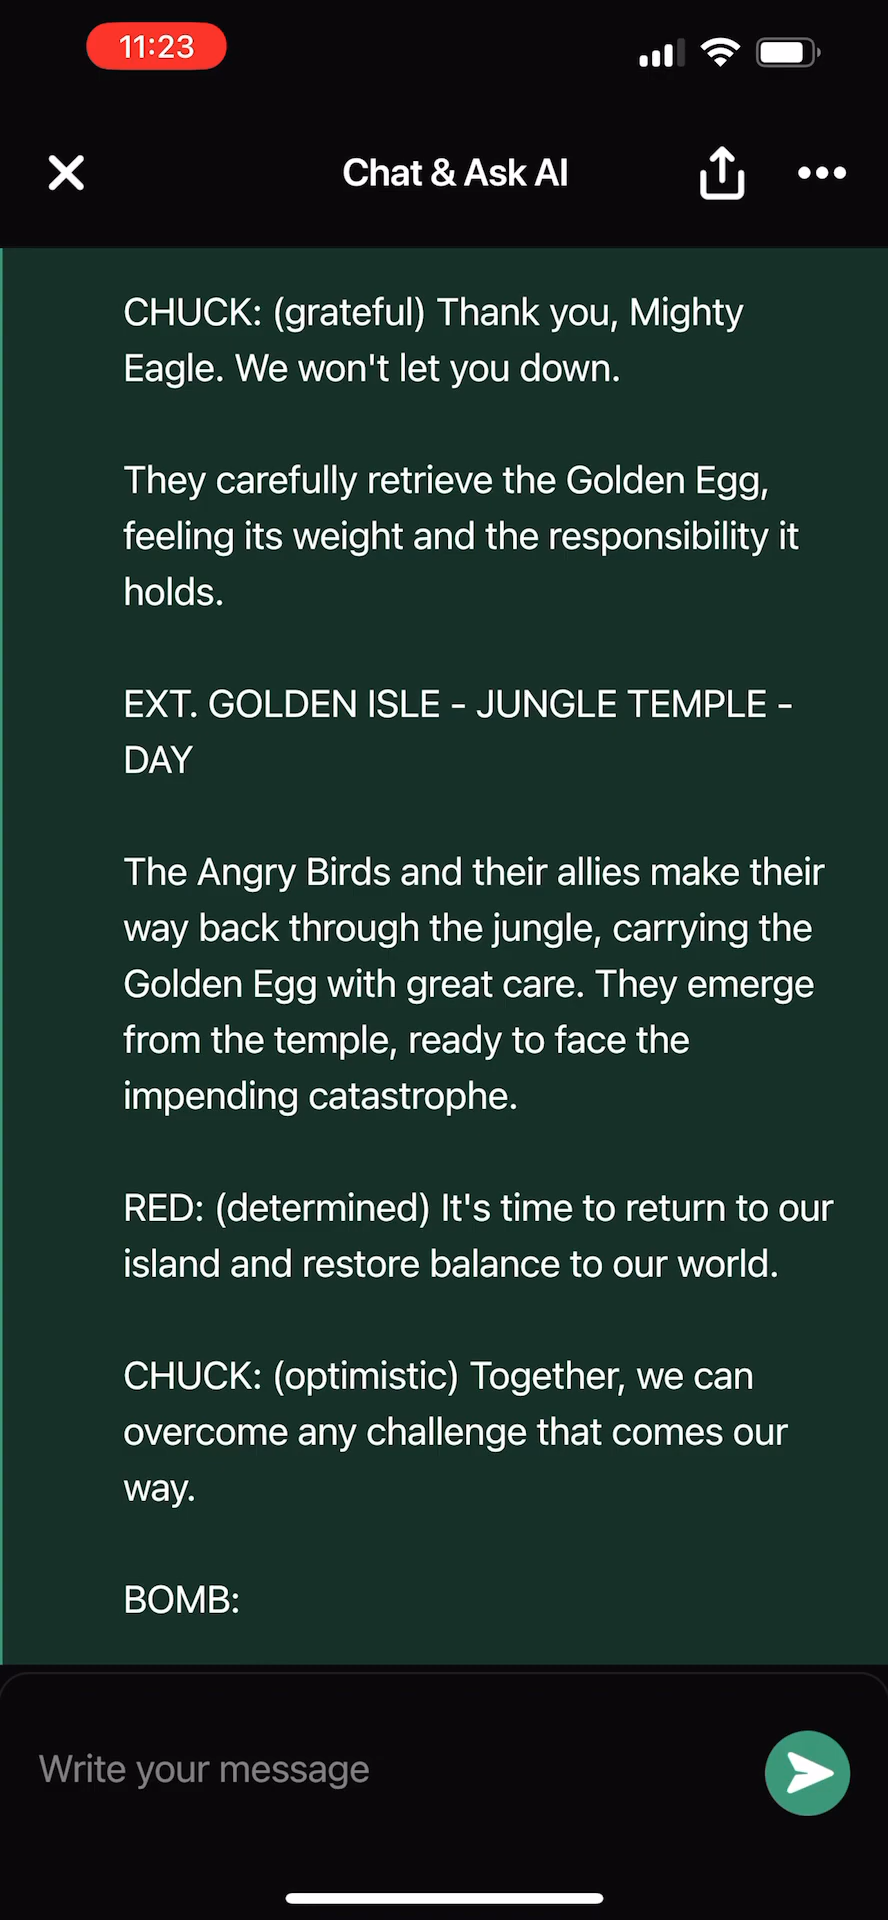 11:23
Chat & Ask AI
CHUCK: (grateful) Thank you, Mighty
Eagle. We won't let you down.
They carefully retrieve the Golden Egg,
feeling its weight and the responsibility it
holds.
EXT. GOLDEN ISLE - JUNGLE TEMPLE -
DAY
The Angry Birds and their allies make their
way back through the jungle, carrying the
Golden Egg with great care. They emerge
from the temple, ready to face the
impending catastrophe.
RED: (determined) It's time to return to our
island and restore balance to our world.
CHUCK: (optimistic) Together, we can
overcome any challenge that comes our
way.
BOMB:
Write your message